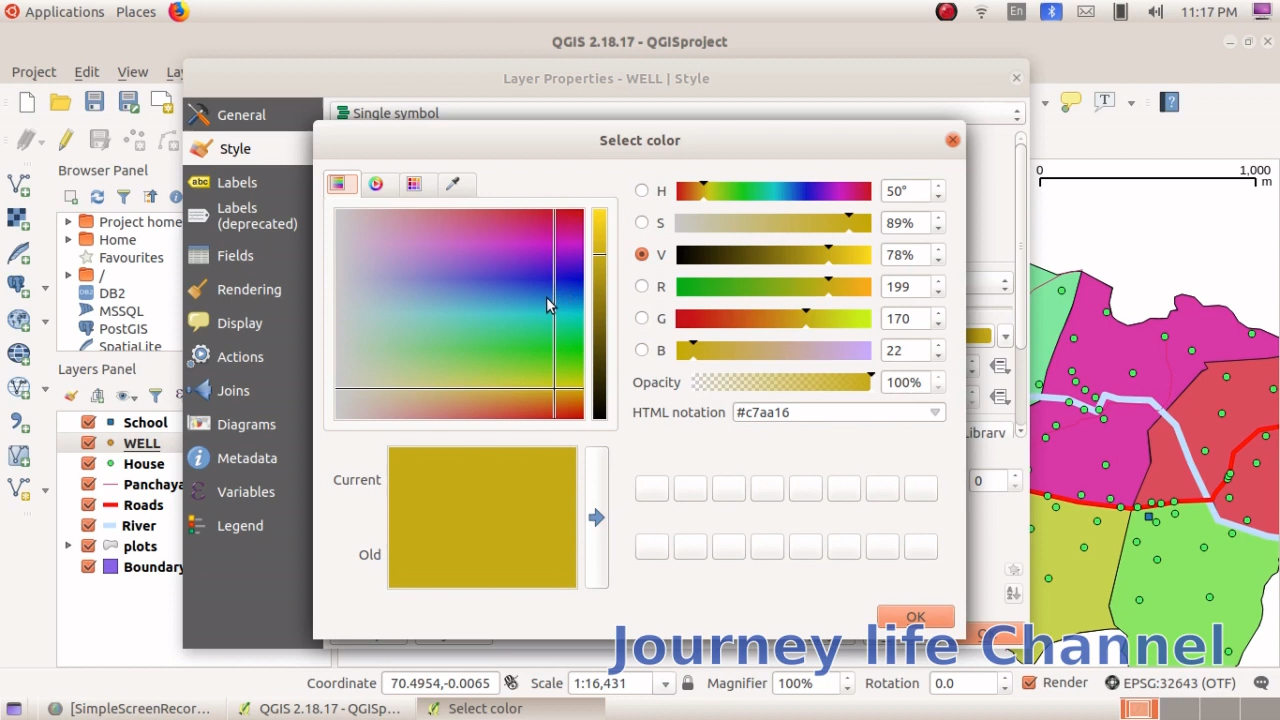 Applications Places
En
11:17 PM
QGIS 2.18.17 - QGISproject
Project Edit View
Layer Properties - WELL | Style
General
Style
abc Labels
Labels
(deprecated)
Fields
Rendering
Display
Actions
Joins
Diagrams
Metadata
Variables
Legend
Single symbol
Browser Panel
Project home
Home
Favourites
/
DB2
MSSQL
PostGIS
SpatiaLite
Layers Panel
School
WELL
House
Roads
River
plots
Select color
H 50°
S 89%
V 78%
R 199
G 170
B 22
Opacity 100%
HTML notation #c7aa16
Current
Old
OK
0 1,000
m
0
Journey life Channel
Coordinate 70.4954,-0.0065 Scale 1:16,431 Magnifier 100% Rotation 0.0 Render EPSG:32643 (OTF)
[SimpleScreenRecor... QGIS 2.18.17 - QGISp... Select color